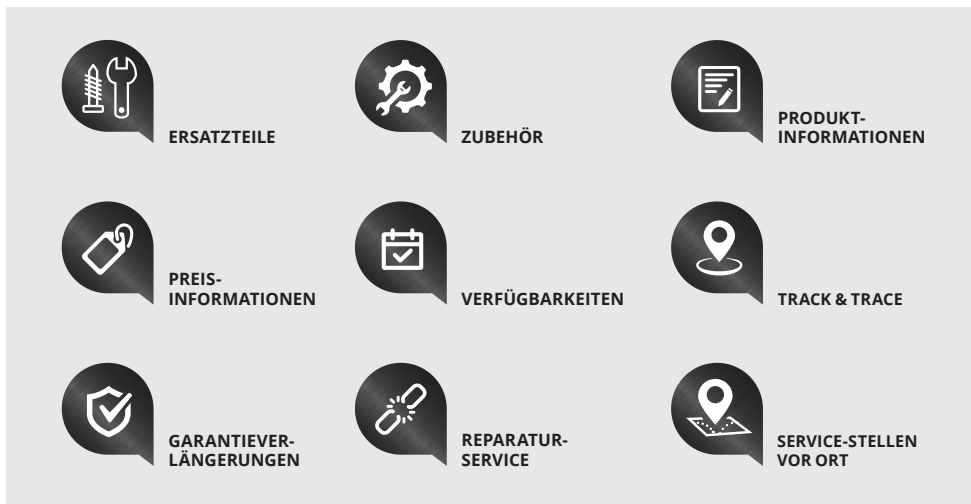 ERSATZTEILE
ZUBEHÖR
PRODUKT-
INFORMATIONEN
PREIS-
INFORMATIONEN
VERFÜGBARKEITEN
TRACK & TRACE
GARANTIEVER-
LÄNGERUNGEN
REPARATUR-
SERVICE
SERVICE-STELLEN
VOR ORT